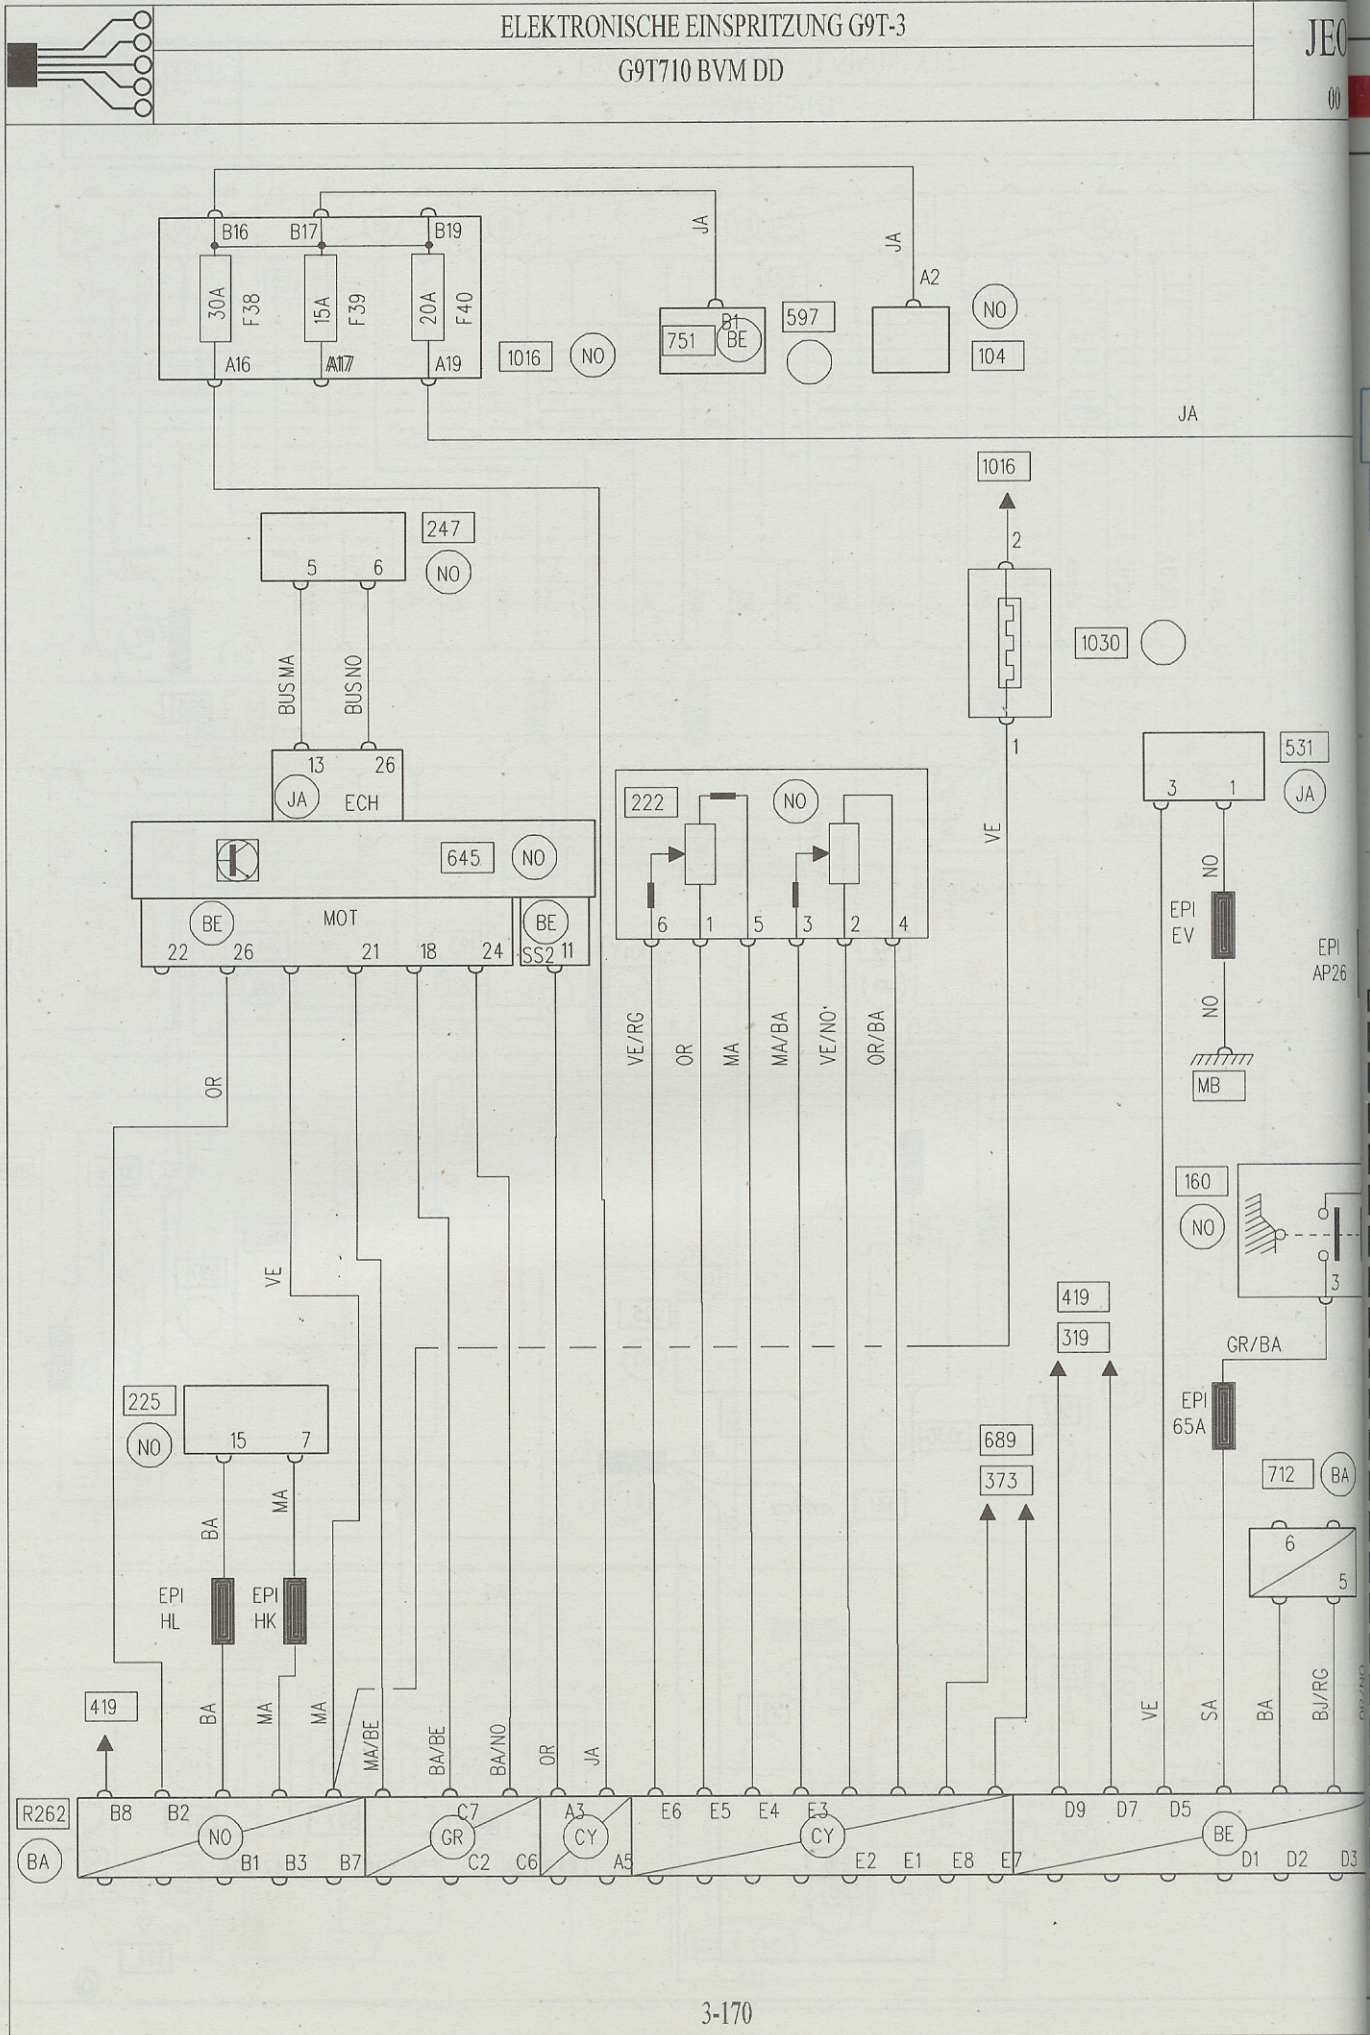 ELEKTRONISCHE EINSPRITZUNG G9T-3
G9T710 BVM DD
JE0
00
B16 B17 B19
30A F38 15A F39 20A F40
A16 A17 A19
1016 NO
JA
B1
751 BE
597
JA
A2
NO
104
JA
1016
2
1030
1
VE
247
NO
5 6
BUS MA BUS NO
13 26
JA ECH
645 NO
BE MOT BE
22 26 21 18 24 SS2 11
222 NO
6 1 5 3 2 4
VE/RG OR MA MA/BA VE/NO OR/BA
531
JA
3 1
NO
EPI
EV
NO
MB
EPI
AP26
OR
VE
160
NO
3
GR/BA
EPI
65A
419
319
689
373
712 BA
6
5
225
NO
15 7
BA MA
EPI
HL
EPI
HK
419
BA MA MA MA/BE BA/BE BA/NO OR JA VE SA BA BJ/RG
R262
BA
B8 B2 C7 A3 E6 E5 E4 E3 D9 D7 D5
NO GR CY CY BE
B1 B3 B7 C2 C6 A5 E2 E1 E8 E7 D1 D2 D3
3-170